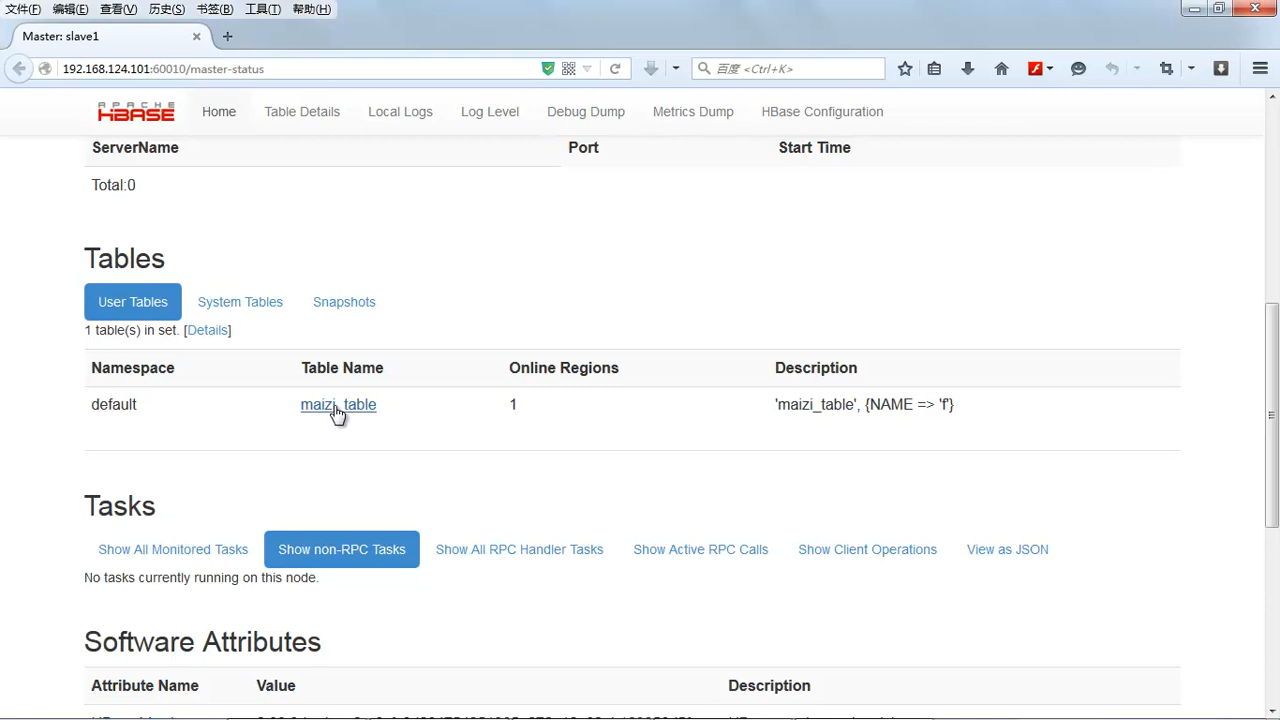 文件(F) 编辑(E) 查看(V) 历史(S) 书签(B) 工具(T) 帮助(H)
Master: slave1
192.168.124.101:60010/master-status
百度 <Ctrl+K>
APACHE HBASE Home Table Details Local Logs Log Level Debug Dump Metrics Dump HBase Configuration
ServerName Port Start Time
Total:0
Tables
User Tables System Tables Snapshots
1 table(s) in set. [Details]
Namespace Table Name Online Regions Description
default maizi_table 1 'maizi_table', {NAME => 'f'}
Tasks
Show All Monitored Tasks Show non-RPC Tasks Show All RPC Handler Tasks Show Active RPC Calls Show Client Operations View as JSON
No tasks currently running on this node.
Software Attributes
Attribute Name Value Description